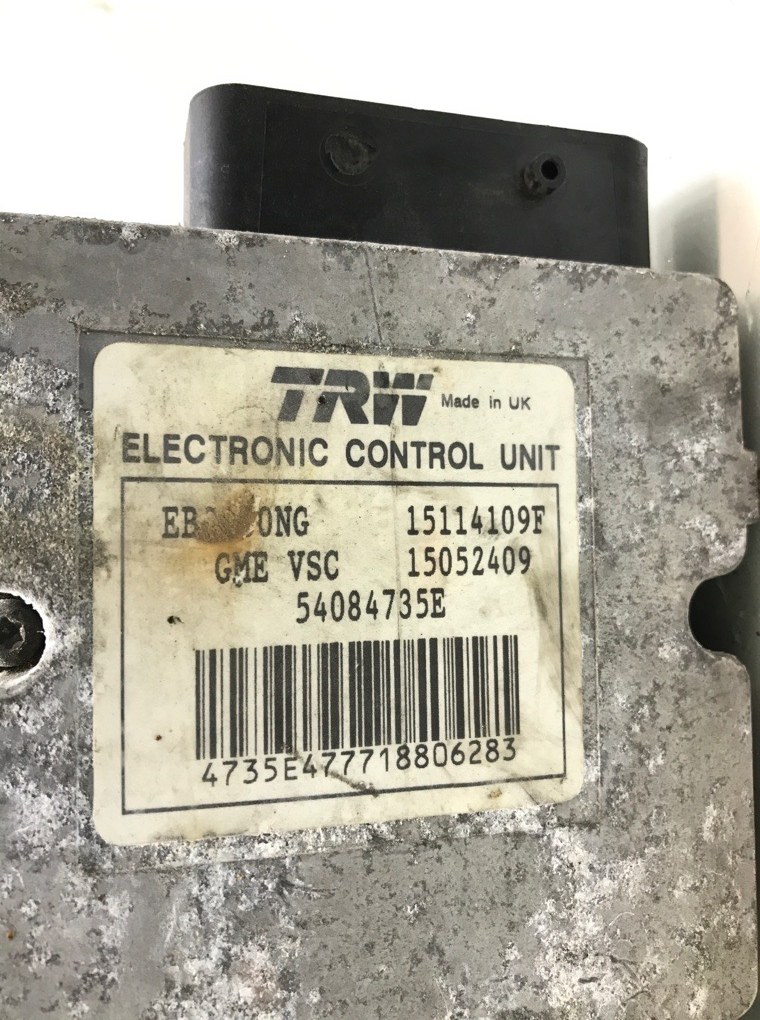 TRW Made in UK
ELECTRONIC CONTROL UNIT
15114109F
GME VSC 15052409
54084735E
4735E477718806283